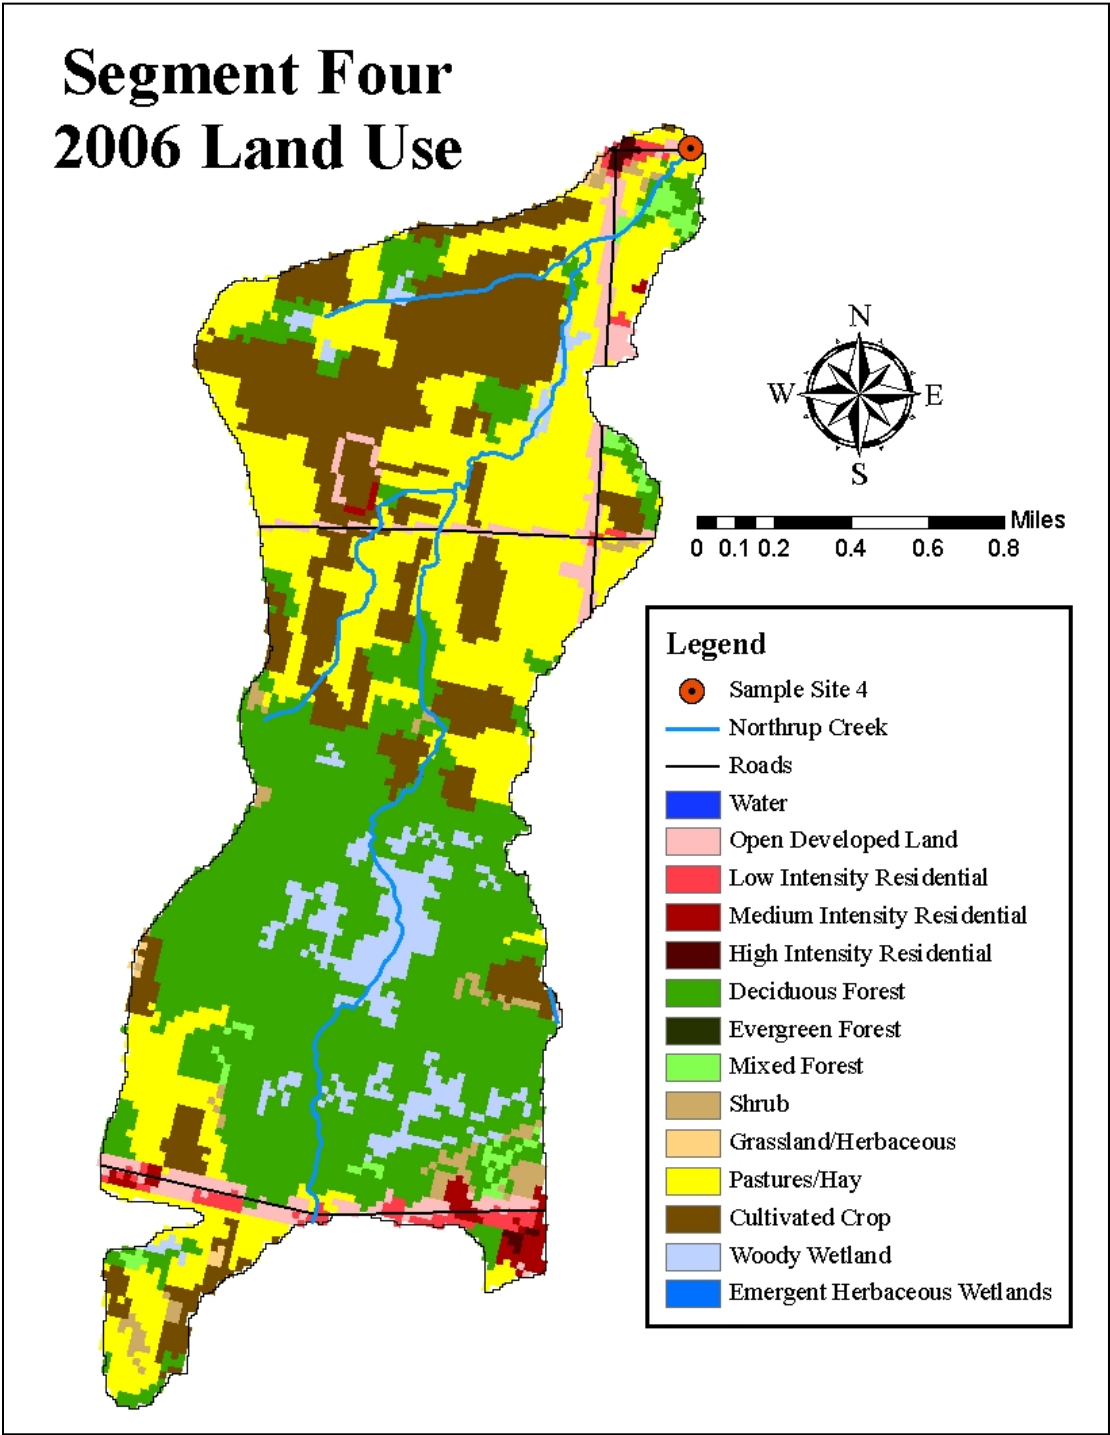 Segment Four
2006 Land Use
N
W E
S
Miles
0 0.1 0.2 0.4 0.6 0.8
Legend
Sample Site 4
Northrup Creek
Roads
Water
Open Developed Land
Low Intensity Residential
Medium Intensity Residential
High Intensity Residential
Deciduous Forest
Evergreen Forest
Mixed Forest
Shrub
Grassland/Herbaceous
Pastures/Hay
Cultivated Crop
Woody Wetland
Emergent Herbaceous Wetlands